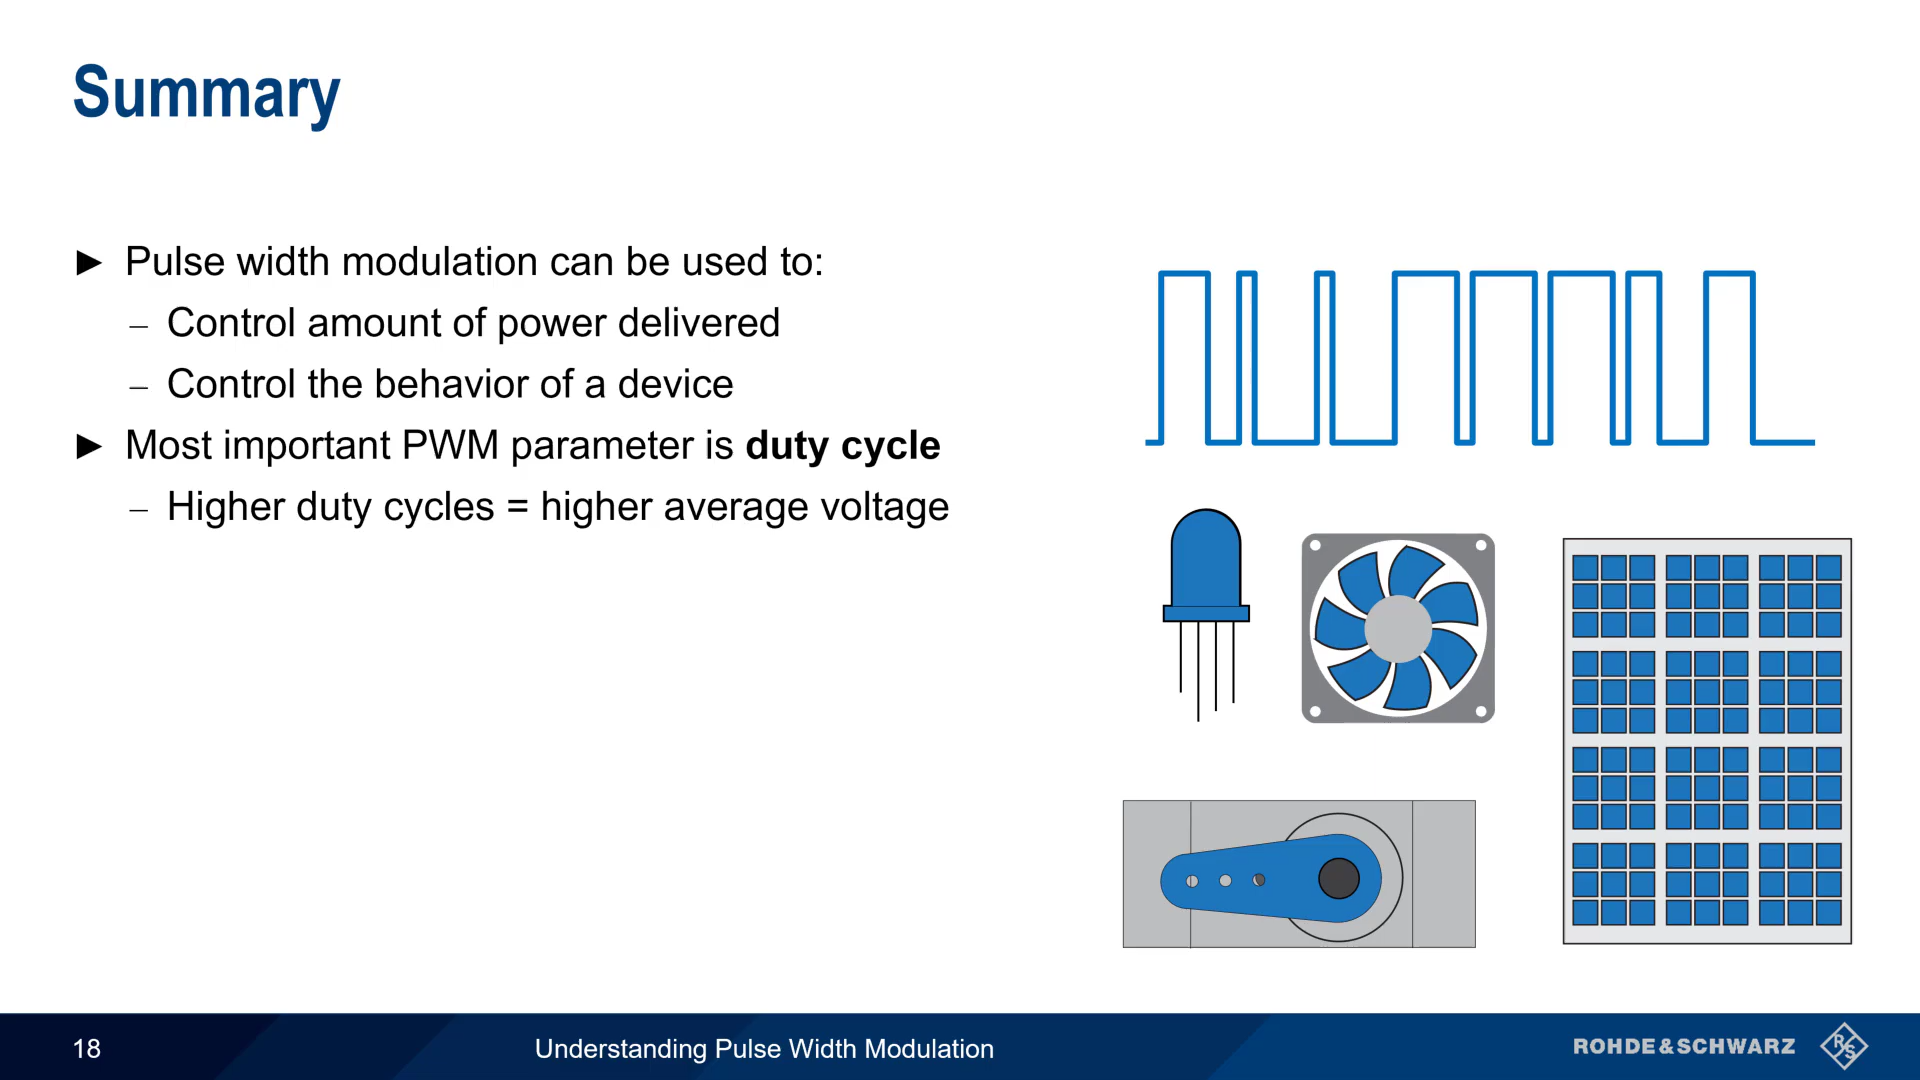 Summary
► Pulse width modulation can be used to:
– Control amount of power delivered
– Control the behavior of a device
► Most important PWM parameter is duty cycle
– Higher duty cycles = higher average voltage
18
Understanding Pulse Width Modulation
ROHDE&SCHWARZ
R&S